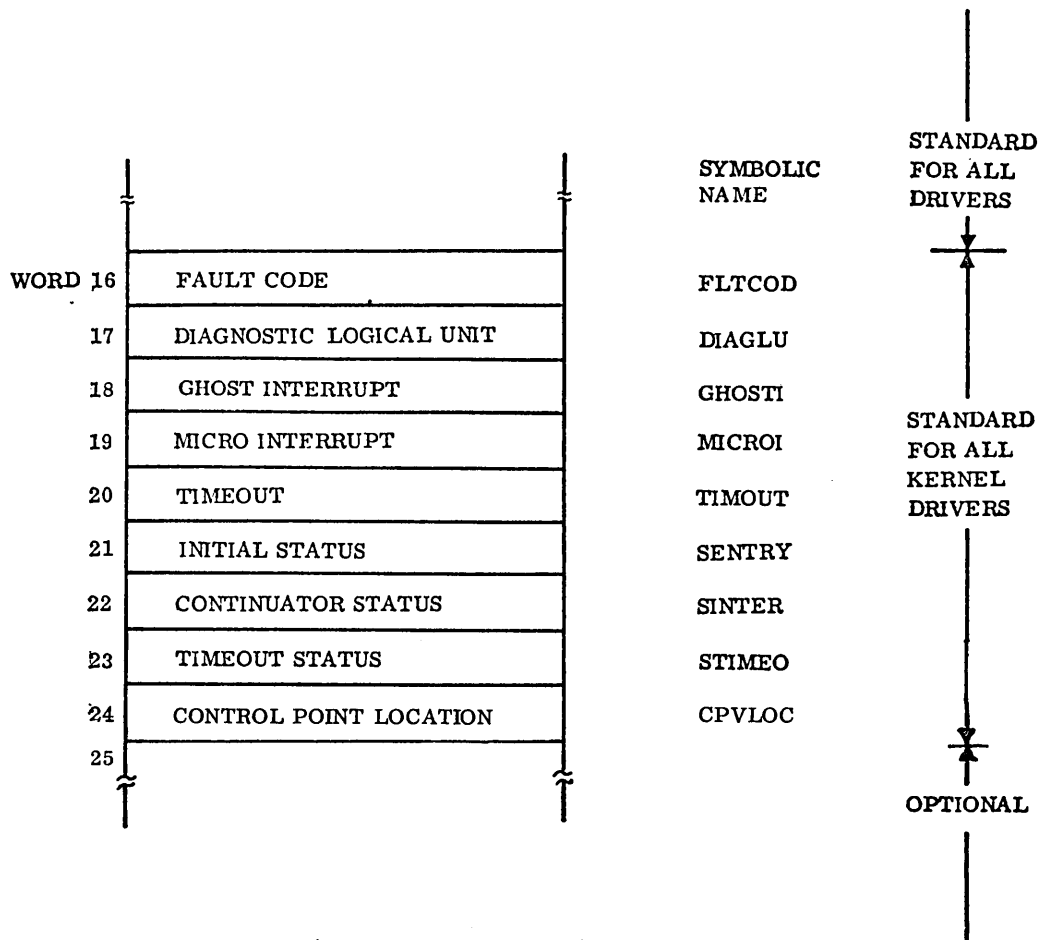 STANDARD
FOR ALL
DRIVERS
SYMBOLIC
NAME
WORD 16 FAULT CODE FLTCOD
17 DIAGNOSTIC LOGICAL UNIT DIAGLU
18 GHOST INTERRUPT GHOSTI
19 MICRO INTERRUPT MICROI
STANDARD
FOR ALL
KERNEL
DRIVERS
20 TIMEOUT TIMOUT
21 INITIAL STATUS SENTRY
22 CONTINUATOR STATUS SINTER
23 TIMEOUT STATUS STIMEO
24 CONTROL POINT LOCATION CPVLOC
25
OPTIONAL